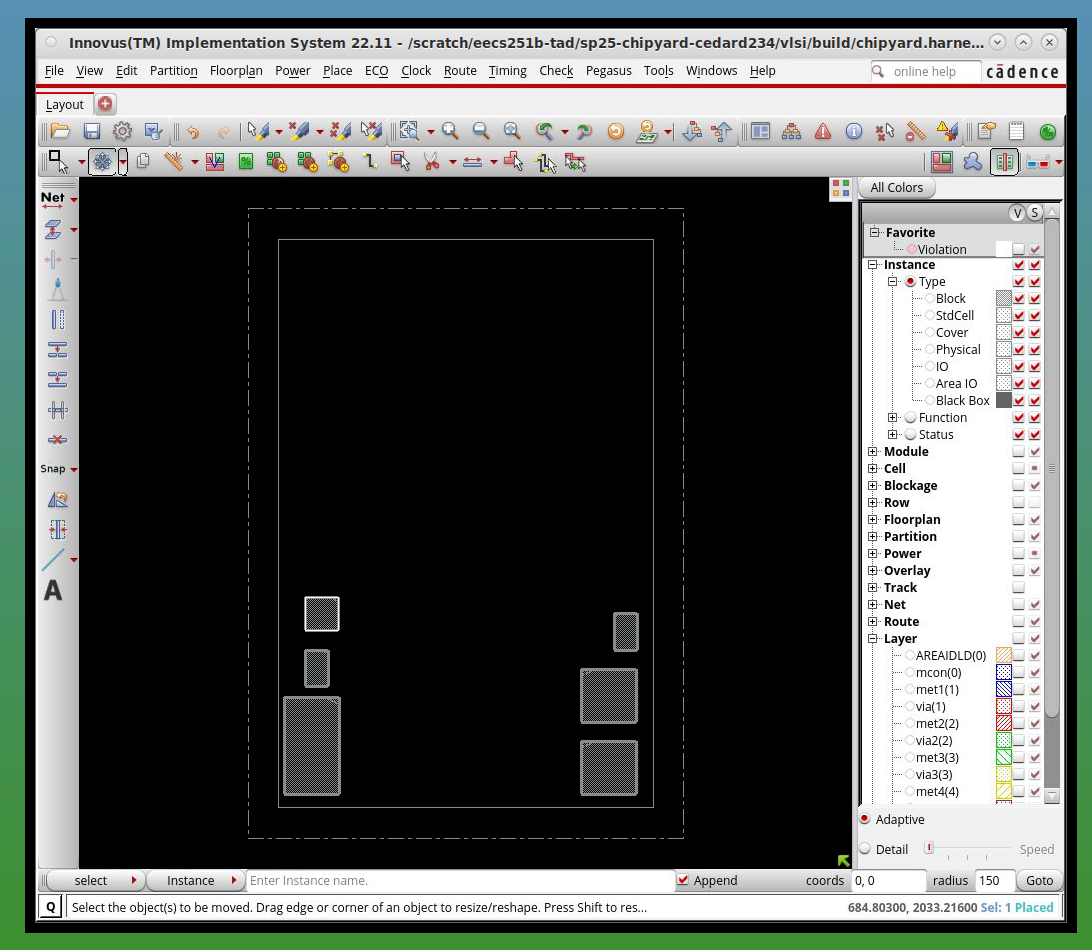 Innovus(TM) Implementation System 22.11 - /scratch/eecs251b-tad/sp25-chipyard-cedard234/vlsi/build/chipyard.harne...
File View Edit Partition Floorplan Power Place ECO Clock Route Timing Check Pegasus Tools Windows Help
online help
cādence
Layout
All Colors
Net
V S
Favorite
Violation
Instance
Type
Block
StdCell
Cover
Physical
IO
Area IO
Black Box
Function
Status
Module
Cell
Blockage
Row
Floorplan
Partition
Power
Overlay
Track
Net
Route
Layer
AREAIDLD(0)
mcon(0)
met1(1)
via(1)
met2(2)
via2(2)
met3(3)
via3(3)
met4(4)
Snap
A
Adaptive
Detail
Speed
select Instance Enter Instance name. Append coords 0, 0 radius 150 Goto
Q Select the object(s) to be moved. Drag edge or corner of an object to resize/reshape. Press Shift to res... 684.80300, 2033.21600 Sel: 1 Placed